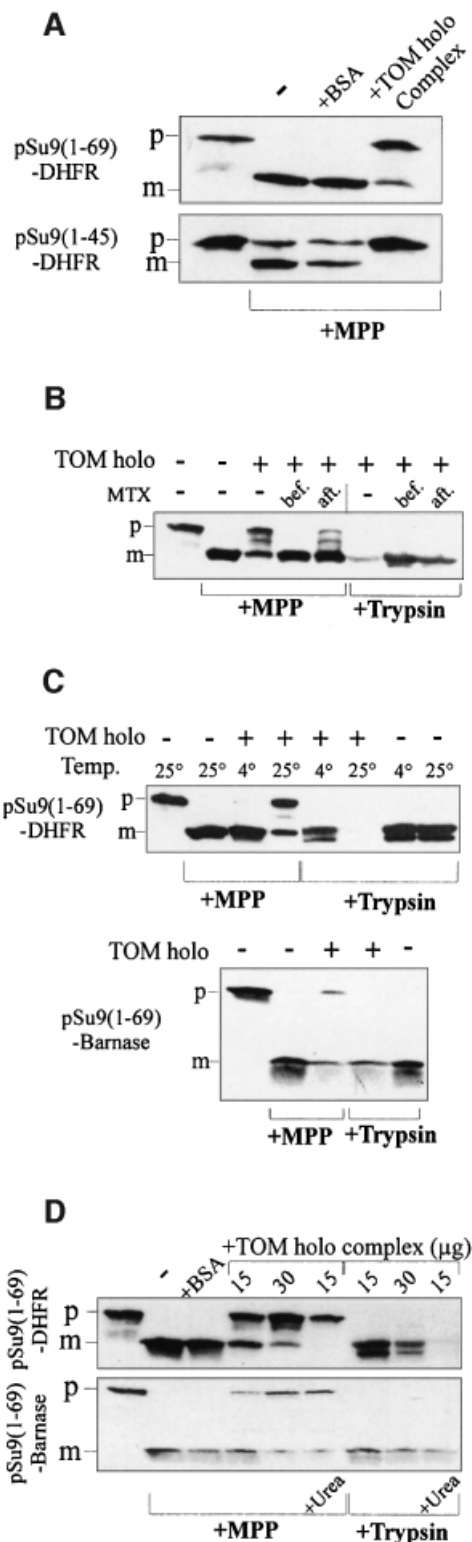 A
- +BSA +TOM holo Complex
pSu9(1-69)
-DHFR
p
m
pSu9(1-45)
-DHFR
p
m
+MPP
B
TOM holo - - + + + + + +
MTX - - - bef. aft. - bef. aft.
p
m
+MPP +Trypsin
C
TOM holo - - + + + + - -
Temp. 25° 25° 4° 25° 4° 25° 4° 25°
pSu9(1-69)
-DHFR
p
m
+MPP +Trypsin
TOM holo - - + + -
pSu9(1-69)
-Barnase
p
m
+MPP +Trypsin
D
+TOM holo complex (µg)
- +BSA 15 30 15 15 30 15
pSu9(1-69)
-DHFR
p
m
pSu9(1-69)
-Barnase
p
m
+Urea +Urea
+MPP +Trypsin